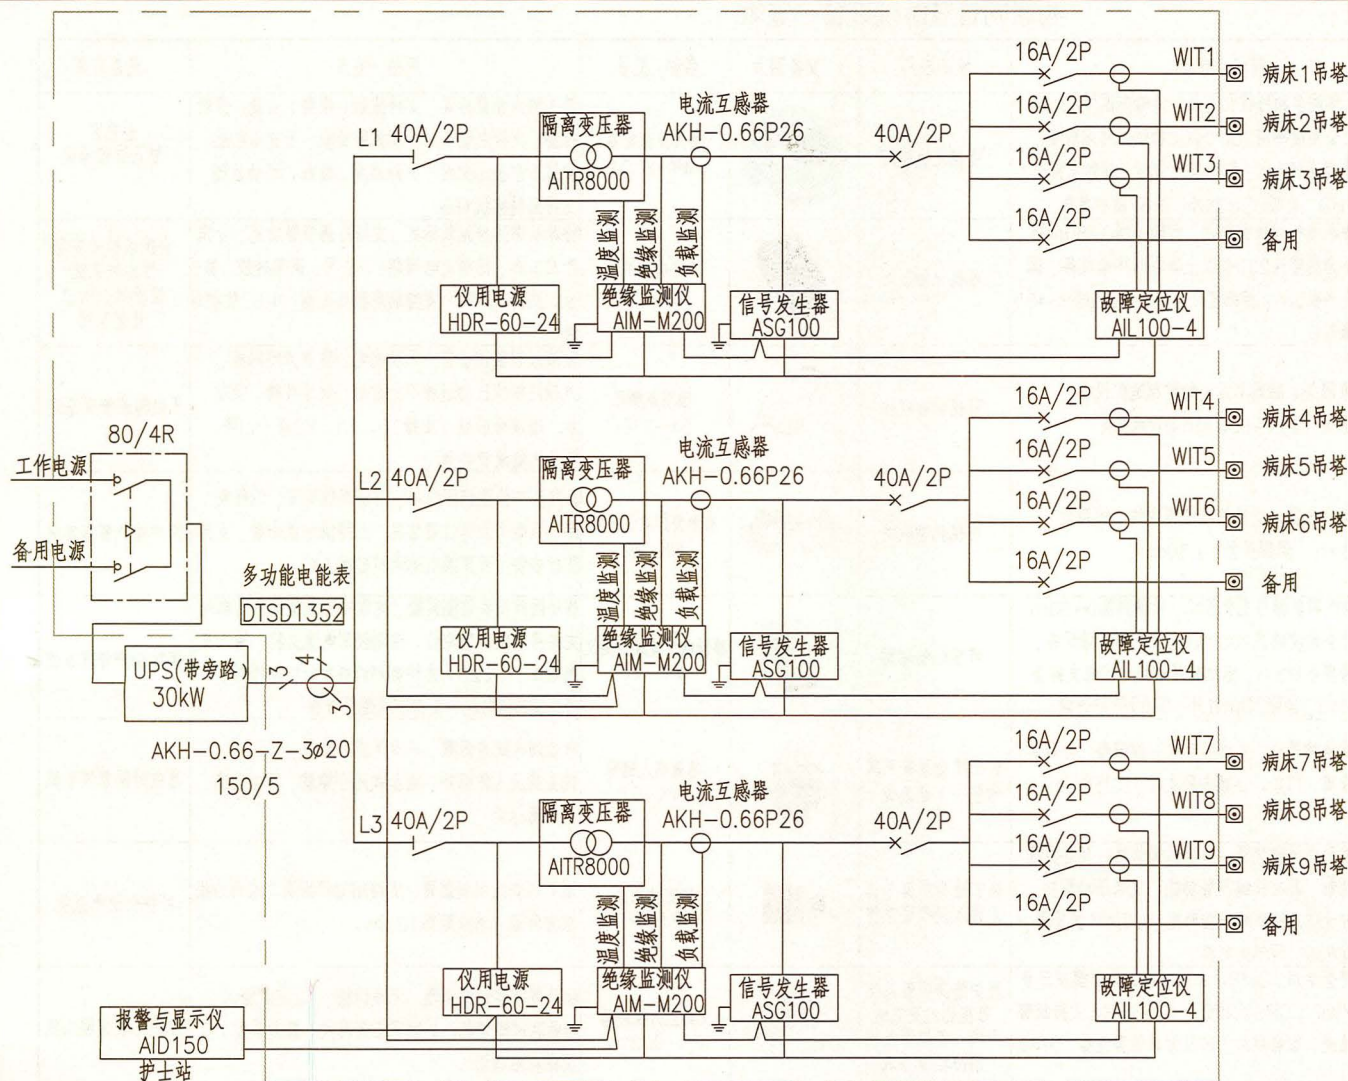 L1 40A/2P
隔离变压器
AITR8000
电流互感器
AKH-0.66P26
40A/2P
16A/2P
WIT1
病床1吊塔
16A/2P
WIT2
病床2吊塔
16A/2P
WIT3
病床3吊塔
16A/2P
备用
温度监测
绝缘监测
负载监测
仪用电源
HDR-60-24
绝缘监测仪
AIM-M200
信号发生器
ASG100
故障定位仪
AIL100-4
80/4R
工作电源
备用电源
L2 40A/2P
隔离变压器
AITR8000
电流互感器
AKH-0.66P26
40A/2P
16A/2P
WIT4
病床4吊塔
16A/2P
WIT5
病床5吊塔
16A/2P
WIT6
病床6吊塔
16A/2P
备用
温度监测
绝缘监测
负载监测
多功能电能表
DTSD1352
仪用电源
HDR-60-24
绝缘监测仪
AIM-M200
信号发生器
ASG100
故障定位仪
AIL100-4
UPS(带旁路)
30kW
3
4
3
AKH-0.66-Z-3ø20
150/5
L3 40A/2P
隔离变压器
AITR8000
电流互感器
AKH-0.66P26
40A/2P
16A/2P
WIT7
病床7吊塔
16A/2P
WIT8
病床8吊塔
16A/2P
WIT9
病床9吊塔
16A/2P
备用
温度监测
绝缘监测
负载监测
仪用电源
HDR-60-24
绝缘监测仪
AIM-M200
信号发生器
ASG100
故障定位仪
AIL100-4
报警与显示仪
AID150
护士站